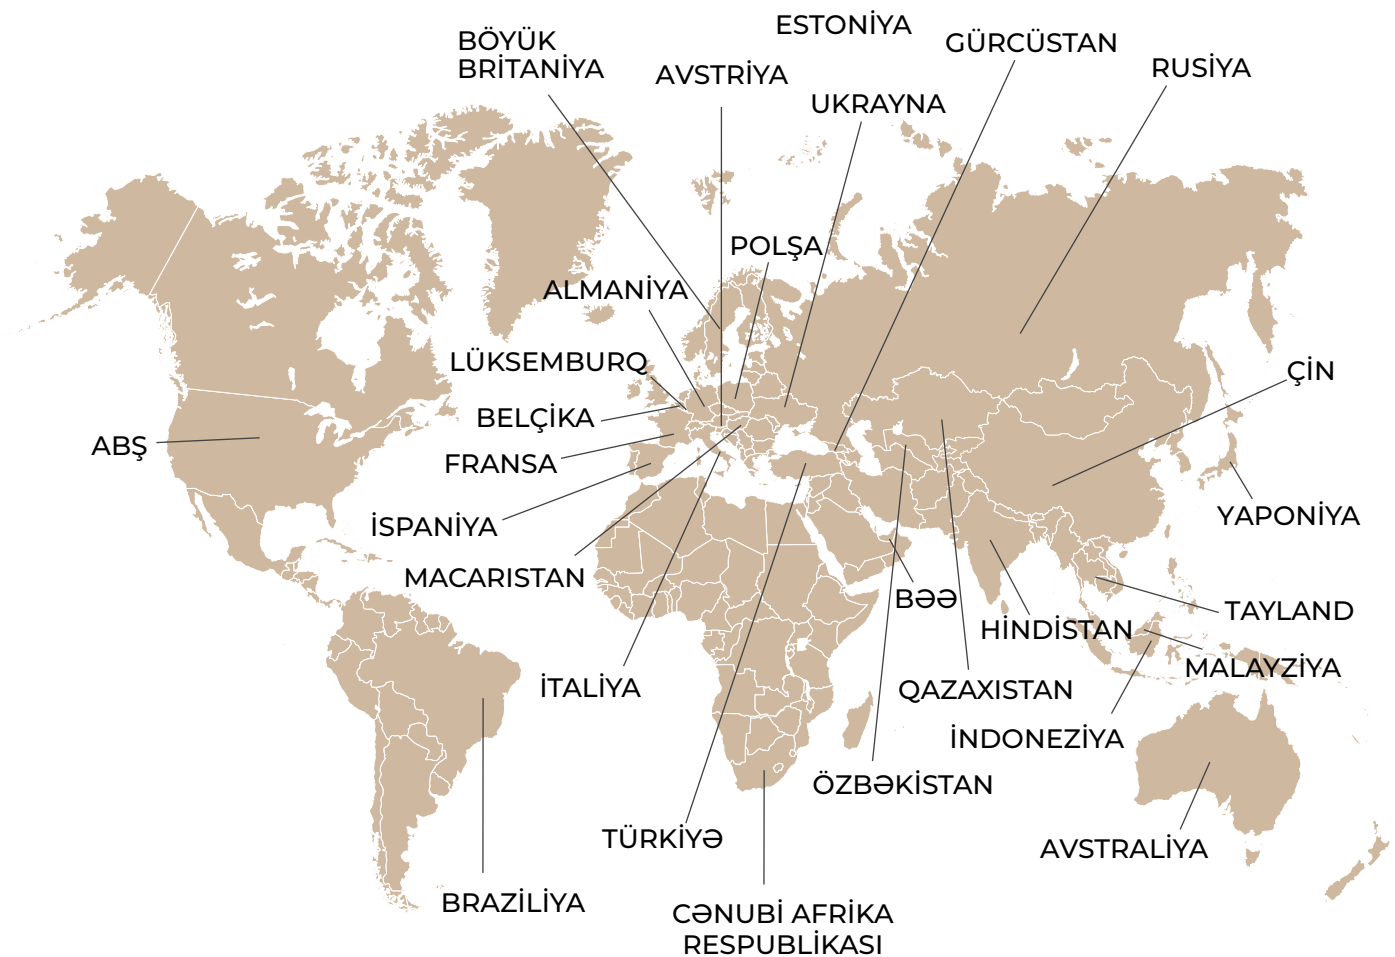 ESTONİYA
BÖYÜK
BRİTANİYA
GÜRCÜSTAN
AVSTRİYA
RUSİYA
UKRAYNA
POLŞA
ALMANİYA
LÜKSEMBURQ
ÇİN
BELÇİKA
ABŞ
FRANSA
YAPONİYA
İSPANİYA
MACARISTAN
BƏƏ
TAYLAND
HİNDİSTAN
MALAYZİYA
İTALİYA
QAZAXISTAN
İNDONEZİYA
ÖZBƏKİSTAN
TÜRKİYƏ
AVSTRALİYA
BRAZİLİYA
CƏNUBİ AFRİKA
RESPUBLİKASI